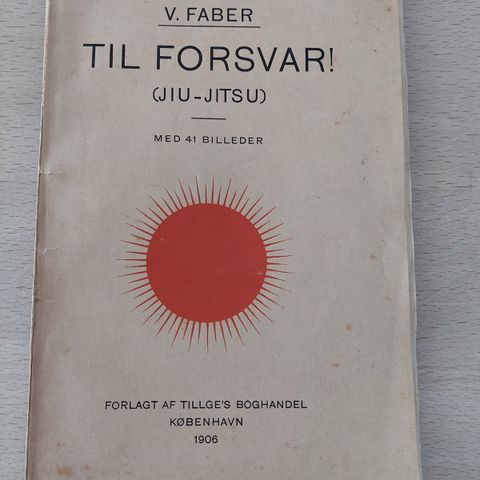 V. FABER
TIL FORSVAR!
(JIU-JITSU)
MED 41 BILLEDER
FORLAGT AF TILLGE'S BOGHANDEL
KØBENHAVN
1906